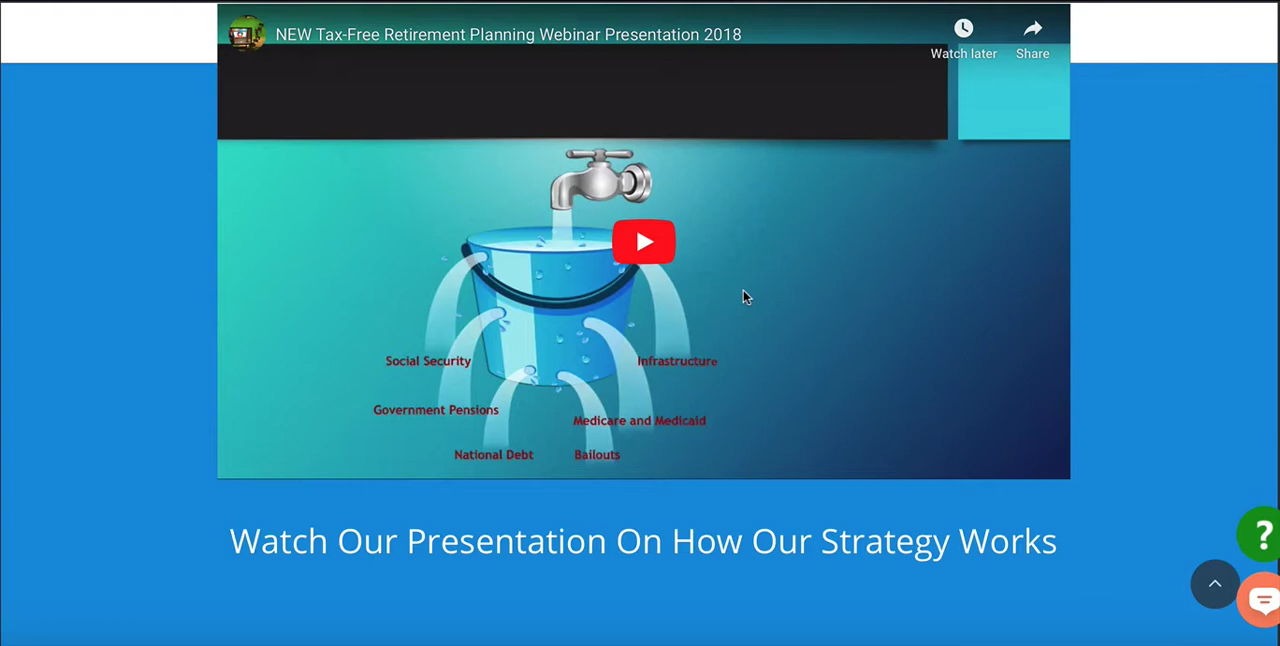 NEW Tax-Free Retirement Planning Webinar Presentation 2018
Watch later
Share
Social Security
Infrastructure
Government Pensions
Medicare and Medicaid
National Debt
Bailouts
Watch Our Presentation On How Our Strategy Works
?